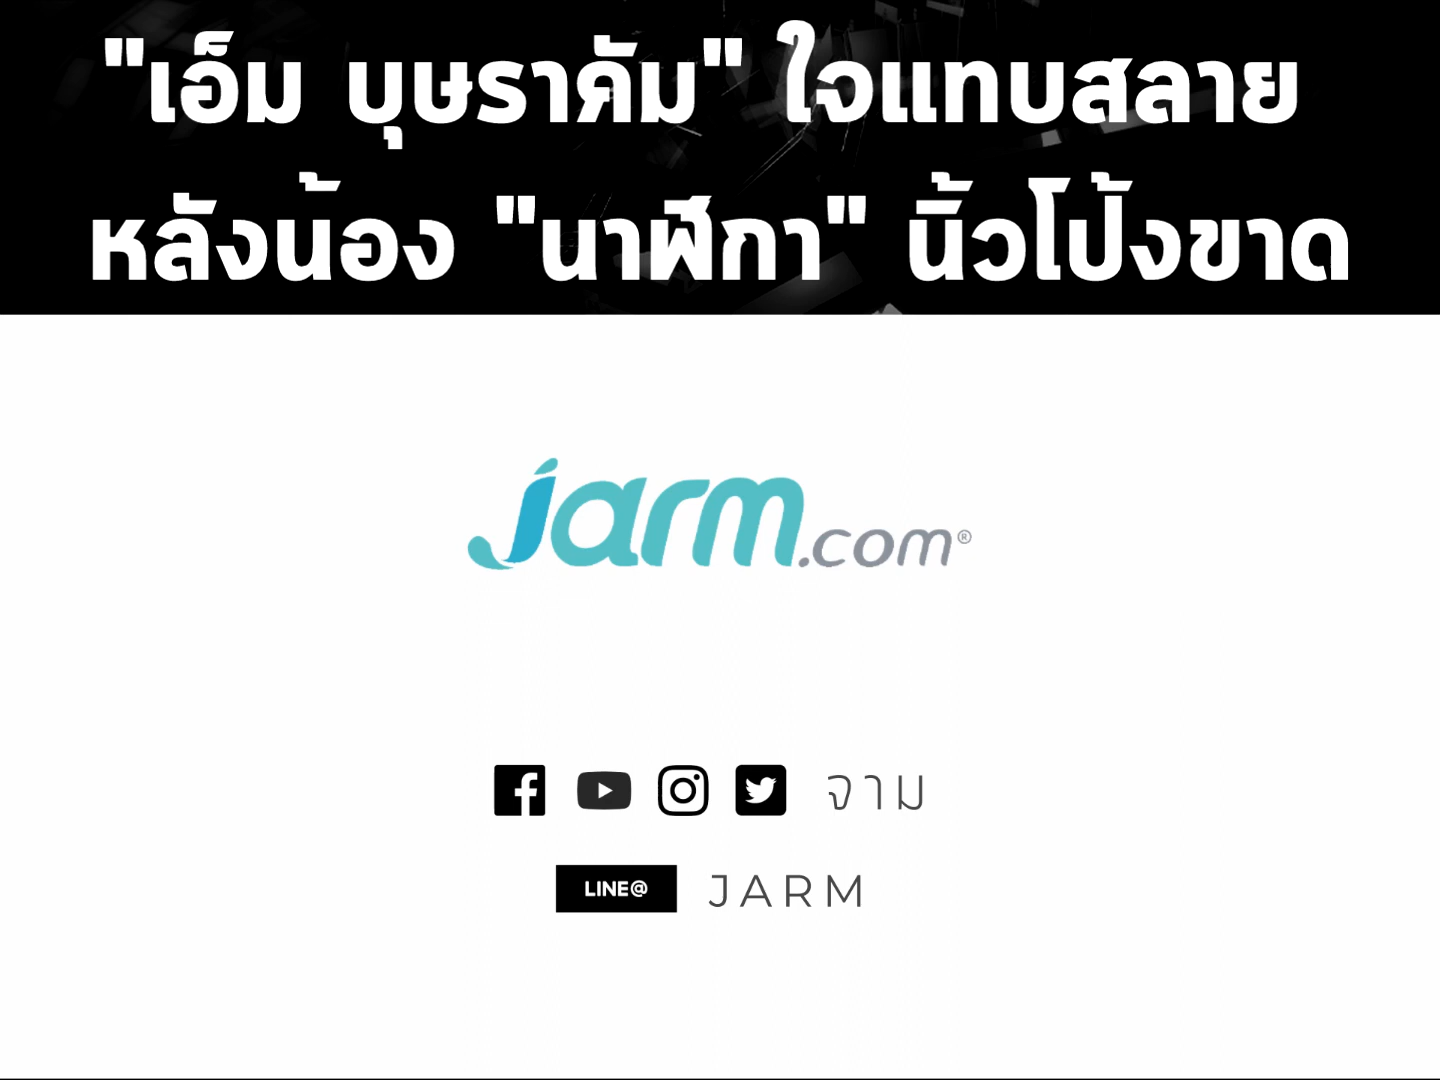 "เอ็ม บุษราคัม" ใจแทบสลาย
หลังน้อง "นาฬิกา" นิ้วโป้งขาด
jarm.com®
จาม
LINE@ JARM